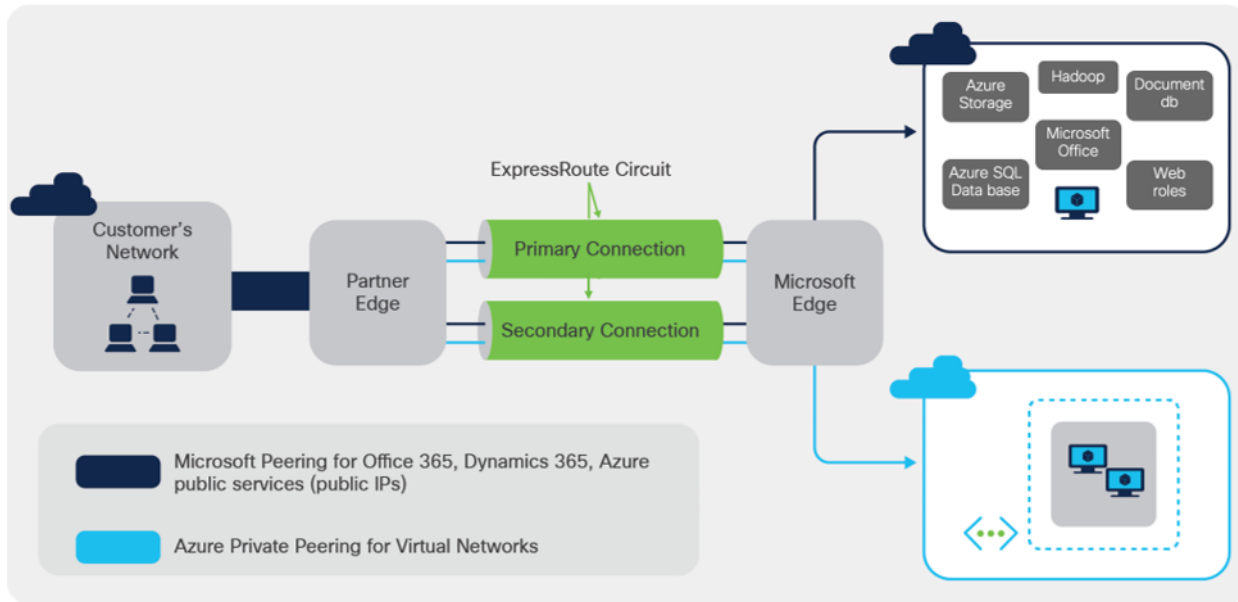 ExpressRoute Circuit
Customer's
Network
Partner
Edge
Primary Connection
Secondary Connection
Microsoft
Edge
Azure
Storage
Hadoop
Document
db
Microsoft
Office
Azure SQL
Data base
Web
roles
Microsoft Peering for Office 365, Dynamics 365, Azure
public services (public IPs)
Azure Private Peering for Virtual Networks